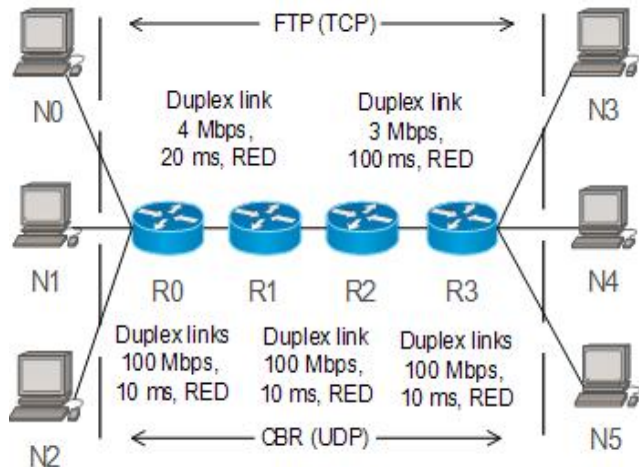 FTP (TCP)
N0
N3
Duplex link
4 Mbps,
20 ms, RED
Duplex link
3 Mbps,
100 ms, RED
N1
R0
R1
R2
R3
N4
Duplex links
100 Mbps,
10 ms, RED
Duplex link
100 Mbps,
10 ms, RED
Duplex links
100 Mbps,
10 ms, RED
N2
CBR (UDP)
N5